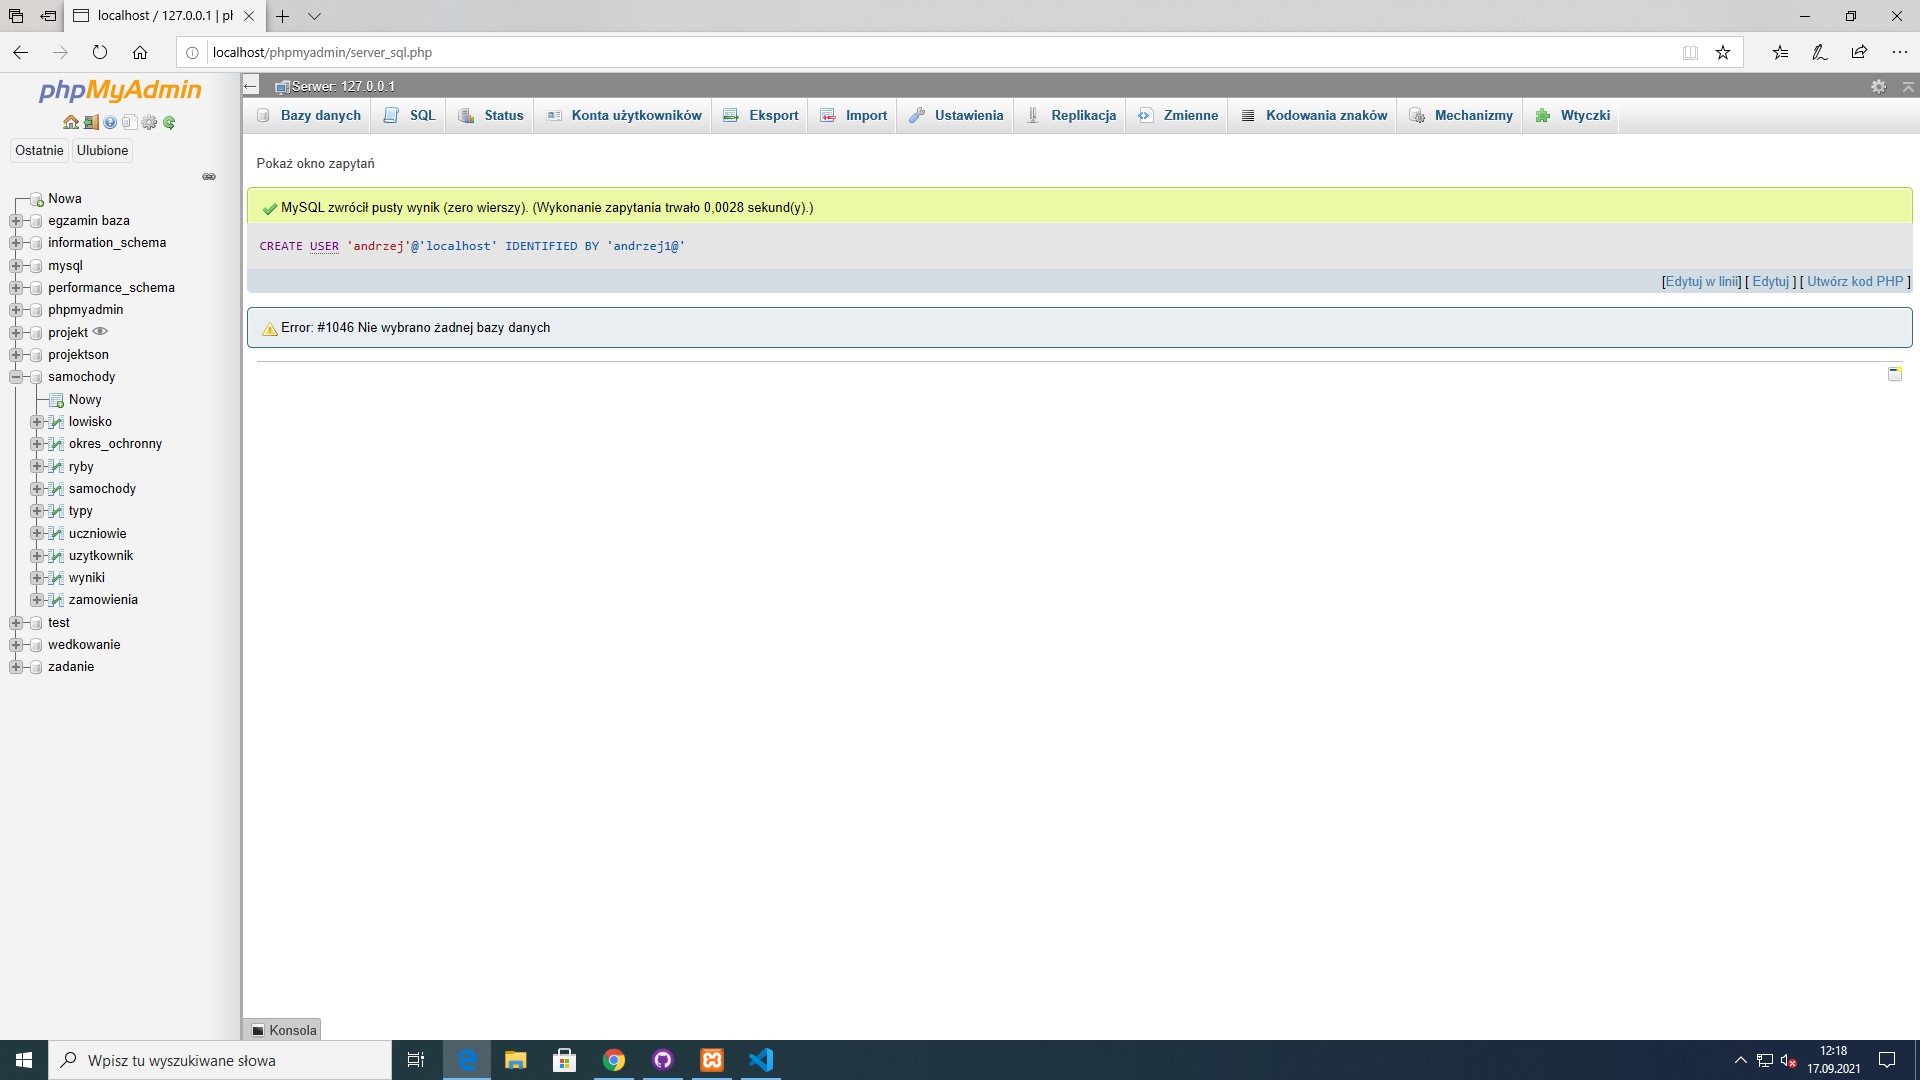 localhost / 127.0.0.1 | pł
localhost/phpmyadmin/server_sql.php
phpMyAdmin
Ostatnie Ulubione
Nowa
egzamin baza
information_schema
mysql
performance_schema
phpmyadmin
projekt
projektson
samochody
Nowy
lowisko
okres_ochronny
ryby
samochody
typy
uczniowie
uzytkownik
wyniki
zamowienia
test
wedkowanie
zadanie
Serwer: 127.0.0.1
Bazy danych SQL Status Konta użytkowników Eksport Import Ustawienia Replikacja Zmienne Kodowania znaków Mechanizmy Wtyczki
Pokaż okno zapytań
MySQL zwrócił pusty wynik (zero wierszy). (Wykonanie zapytania trwało 0,0028 sekund(y).)
CREATE USER 'andrzej'@'localhost' IDENTIFIED BY 'andrzej1@'
[Edytuj w linii] [ Edytuj ] [ Utwórz kod PHP ]
Error: #1046 Nie wybrano żadnej bazy danych
Konsola
Wpisz tu wyszukiwane słowa
12:18
17.09.2021